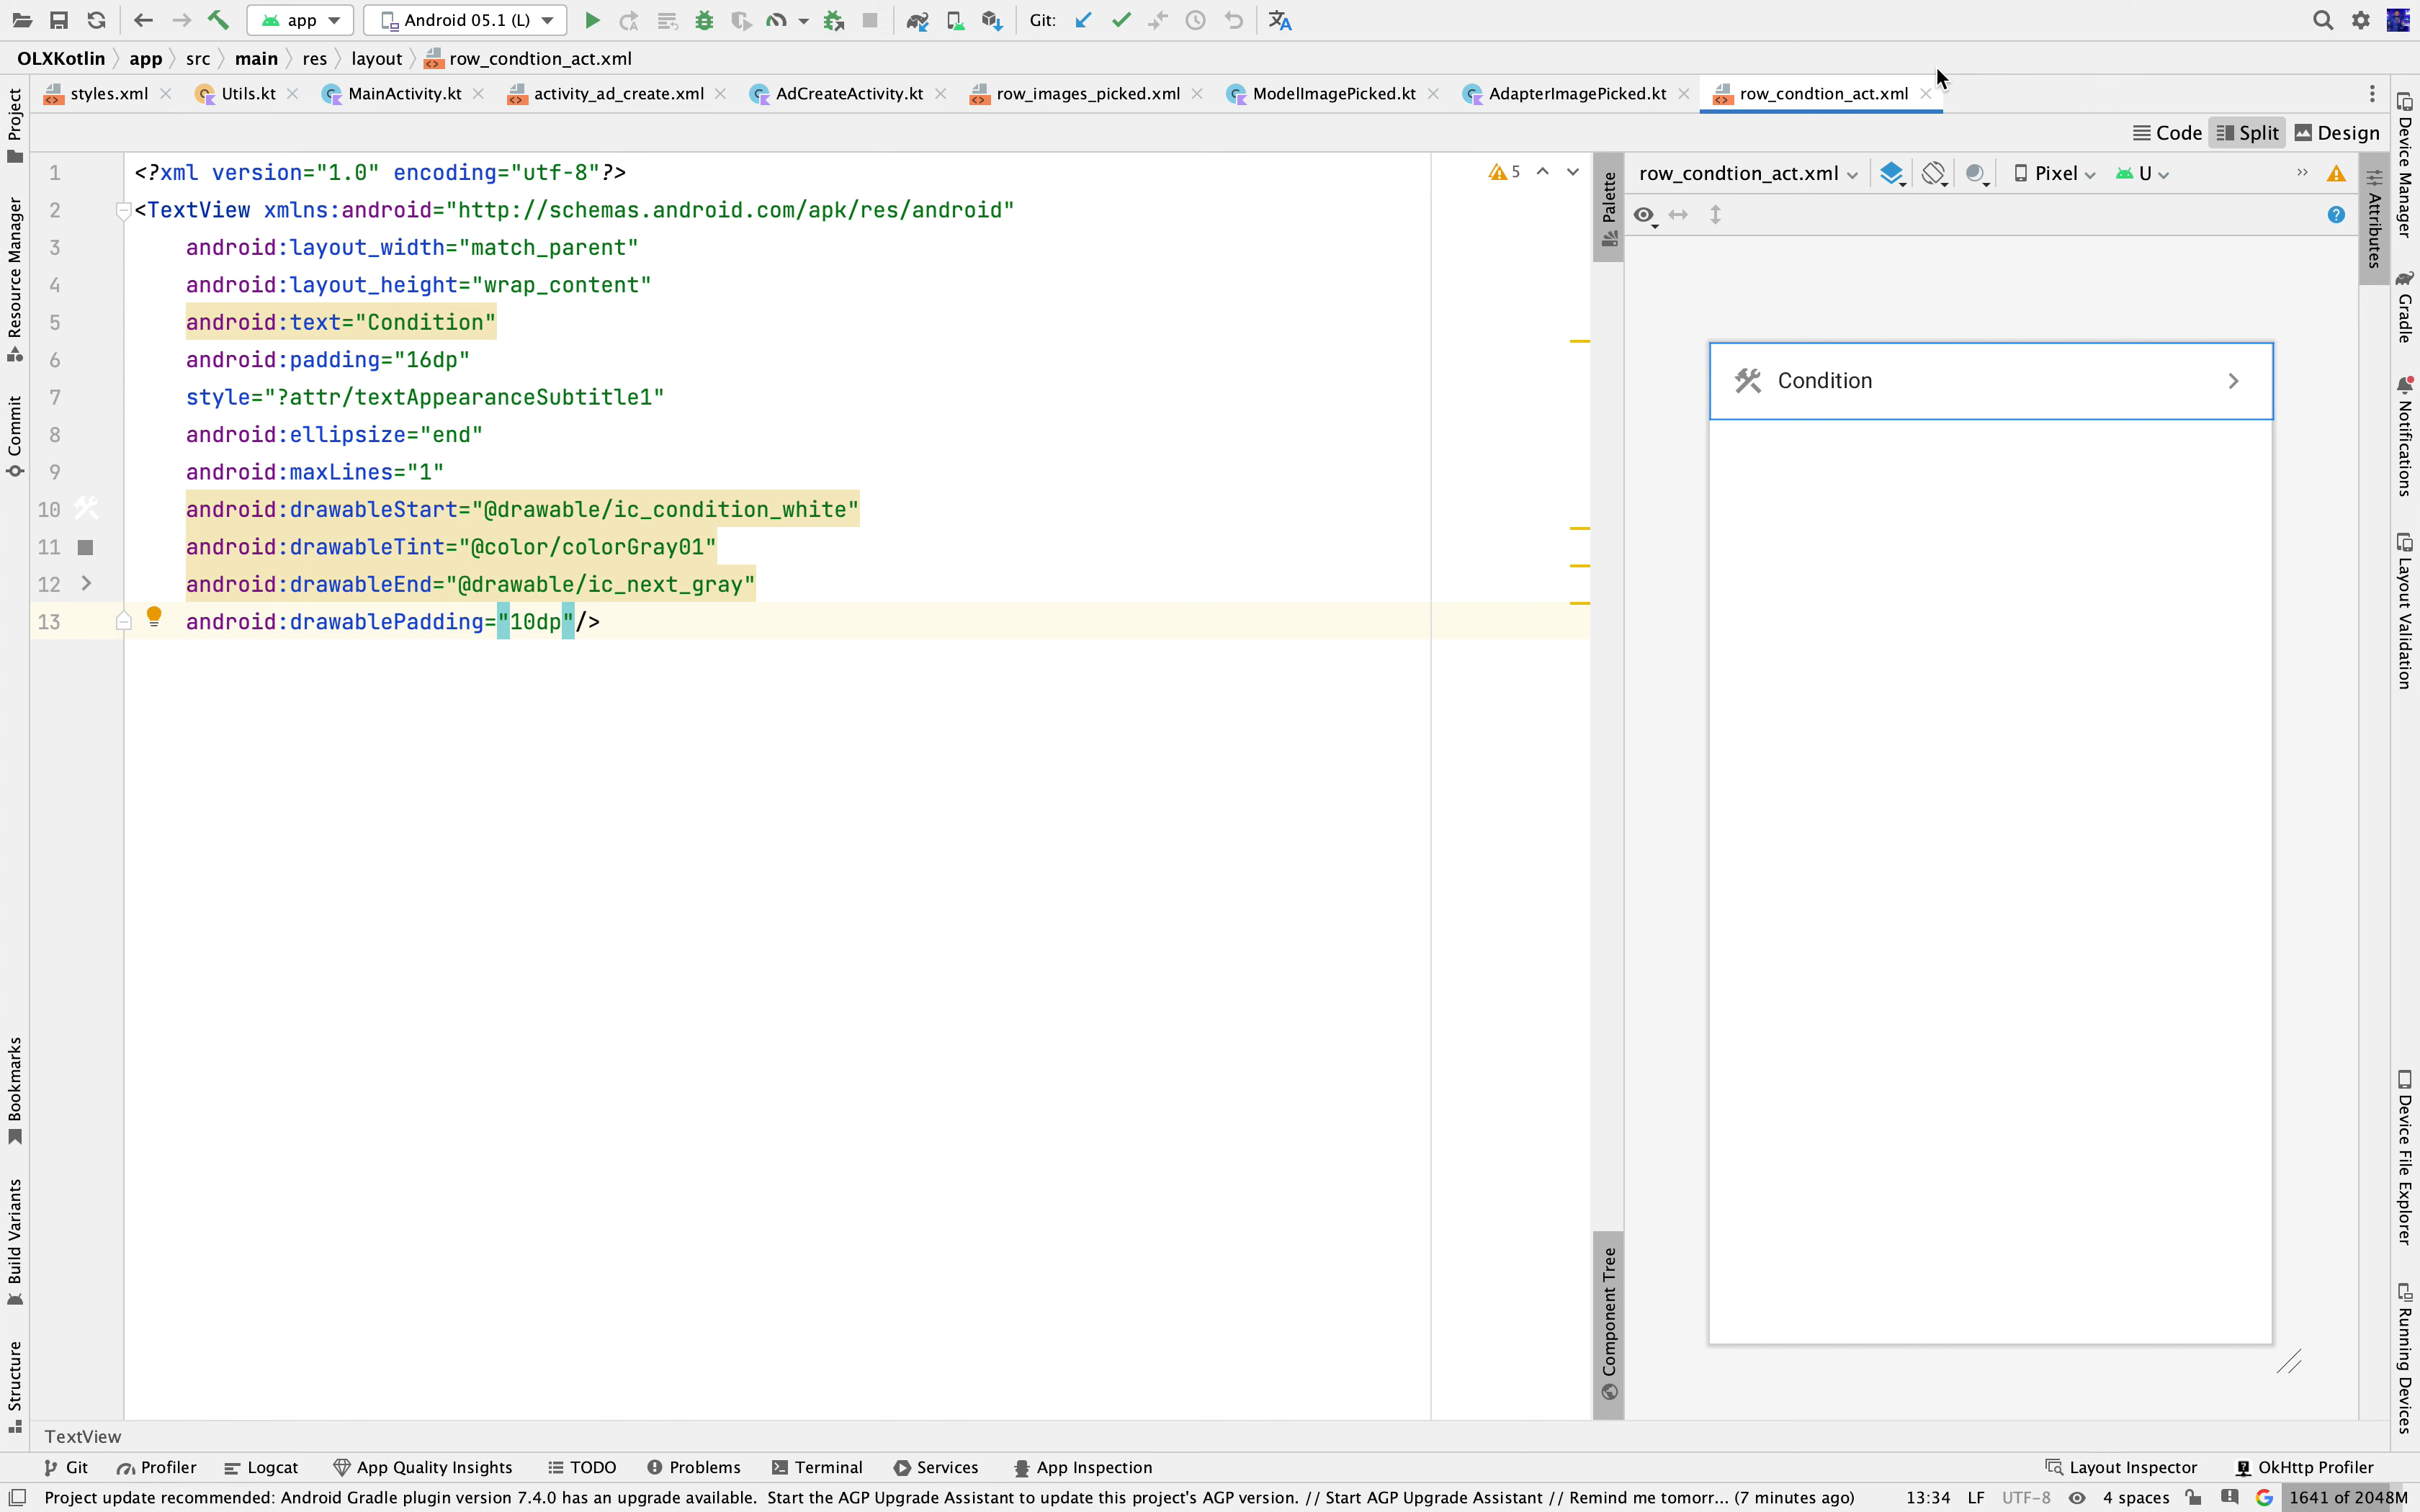 app
Android 05.1 (L)
Git:
OLXKotlin
app
src
main
res
layout
row_condtion_act.xml
styles.xml
Utils.kt
MainActivity.kt
activity_ad_create.xml
AdCreateActivity.kt
row_images_picked.xml
ModelImagePicked.kt
AdapterImagePicked.kt
row_condtion_act.xml
Code
Split
Design
1 <?xml version="1.0" encoding="utf-8"?>
2 <TextView xmlns:android="http://schemas.android.com/apk/res/android"
3 android:layout_width="match_parent"
4 android:layout_height="wrap_content"
5 android:text="Condition"
6 android:padding="16dp"
7 style="?attr/textAppearanceSubtitle1"
8 android:ellipsize="end"
9 android:maxLines="1"
10 android:drawableStart="@drawable/ic_condition_white"
11 android:drawableTint="@color/colorGray01"
12 android:drawableEnd="@drawable/ic_next_gray"
13 android:drawablePadding="10dp"/>
5
row_condtion_act.xml
Pixel
U
Condition
Project
Resource Manager
Commit
Bookmarks
Build Variants
Structure
Palette
Component Tree
Attributes
Device Manager
Gradle
Notifications
Layout Validation
Device File Explorer
Running Devices
TextView
Git
Profiler
Logcat
App Quality Insights
TODO
Problems
Terminal
Services
App Inspection
Layout Inspector
OkHttp Profiler
Project update recommended: Android Gradle plugin version 7.4.0 has an upgrade available. Start the AGP Upgrade Assistant to update this project's AGP version. // Start AGP Upgrade Assistant // Remind me tomorr... (7 minutes ago)
13:34
LF
UTF-8
4 spaces
1641 of 2048M